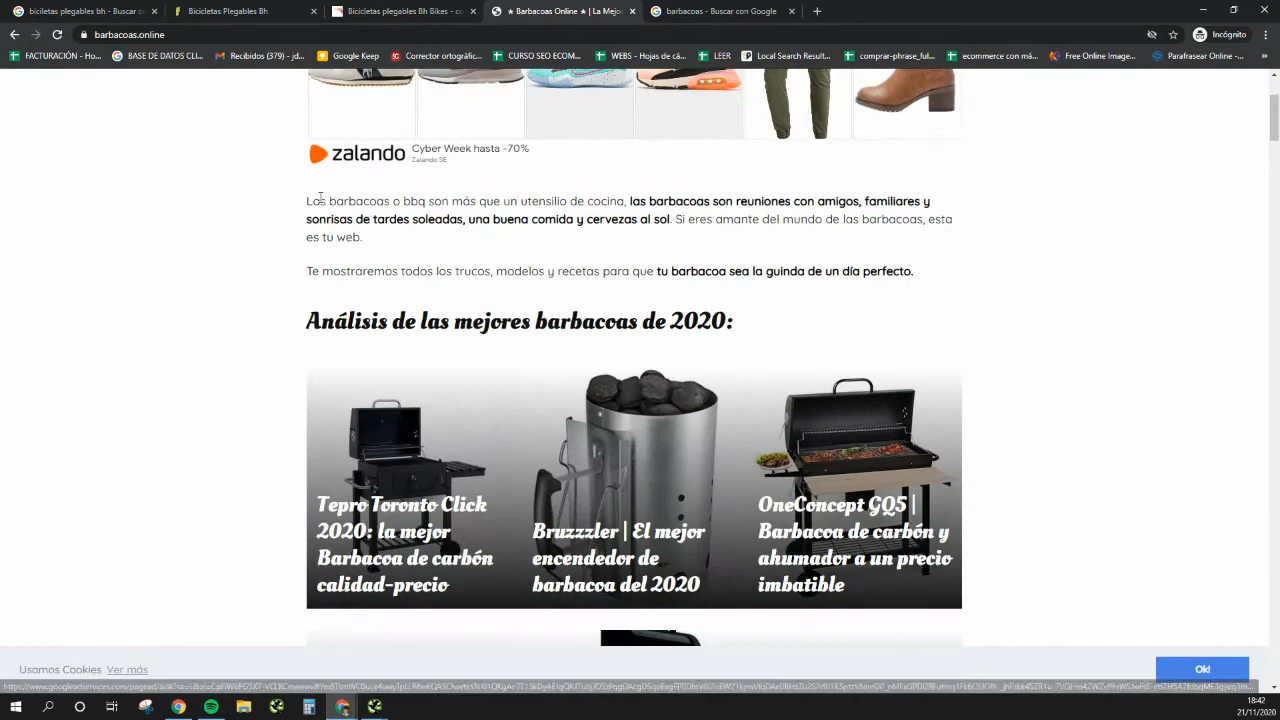 bicicletas plegables bh - Buscar c
Bicicletas Plegables Bh
Bicicletas plegables Bh Bikes - co
★ Barbacoas Online ★ | La Mejo
barbacoas - Buscar con Google
barbacoas.online
Incógnito
FACTURACIÓN - Ho...
BASE DE DATOS CLI...
Recibidos (379) - jd...
Google Keep
Corrector ortográfic...
CURSO SEO ECOM...
WEBS - Hojas de cá...
LEER
Local Search Result...
comprar-phrase_ful...
ecommerce con má...
Free Online Image...
Parafrasear Online -...
zalando
Cyber Week hasta -70%
Zalando SE
Las barbacoas o bbq son más que un utensilio de cocina, las barbacoas son reuniones con amigos, familiares y
sonrisas de tardes soleadas, una buena comida y cervezas al sol. Si eres amante del mundo de las barbacoas, esta
es tu web.
Te mostraremos todos los trucos, modelos y recetas para que tu barbacoa sea la guinda de un día perfecto.
Análisis de las mejores barbacoas de 2020:
Tepro Toronto Click
2020: la mejor
Barbacoa de carbón
calidad-precio
Bruzzzler | El mejor
encendedor de
barbacoa del 2020
OneConcept GQ5 |
Barbacoa de carbón y
ahumador a un precio
imbatible
Usamos Cookies Ver más
Ok!
18:42
21/11/2020